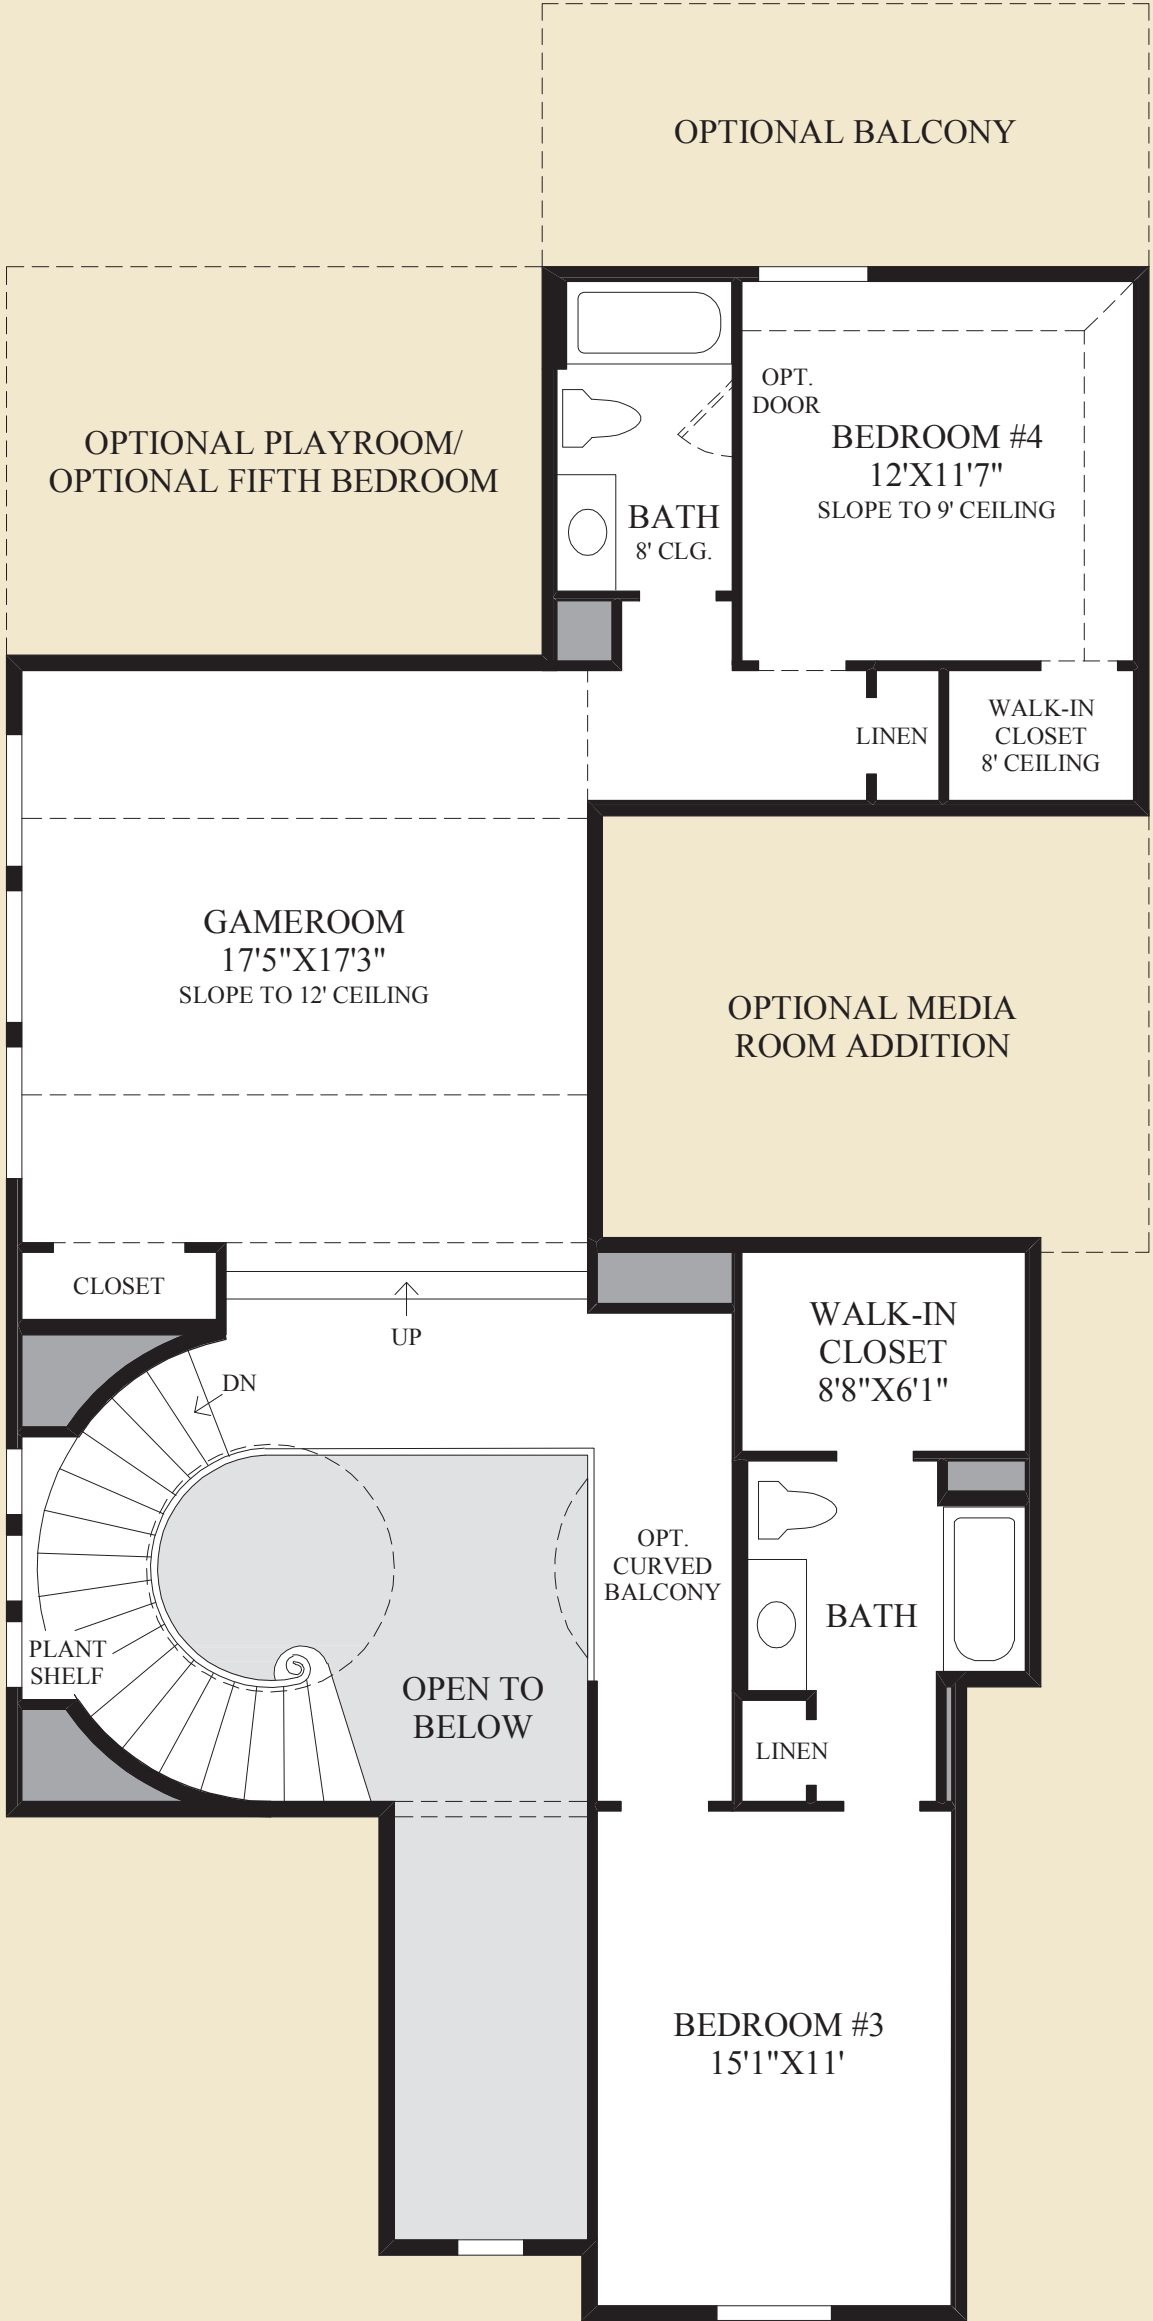 OPTIONAL BALCONY
OPT.
DOOR
OPTIONAL PLAYROOM/
OPTIONAL FIFTH BEDROOM
BEDROOM #4
12'X11'7"
SLOPE TO 9' CEILING
BATH
8' CLG.
LINEN
WALK-IN
CLOSET
8' CEILING
GAMEROOM
17'5"X17'3"
SLOPE TO 12' CEILING
OPTIONAL MEDIA
ROOM ADDITION
CLOSET
UP
WALK-IN
CLOSET
8'8"X6'1"
DN
OPT.
CURVED
BALCONY
BATH
PLANT
SHELF
OPEN TO
BELOW
LINEN
BEDROOM #3
15'1"X11'